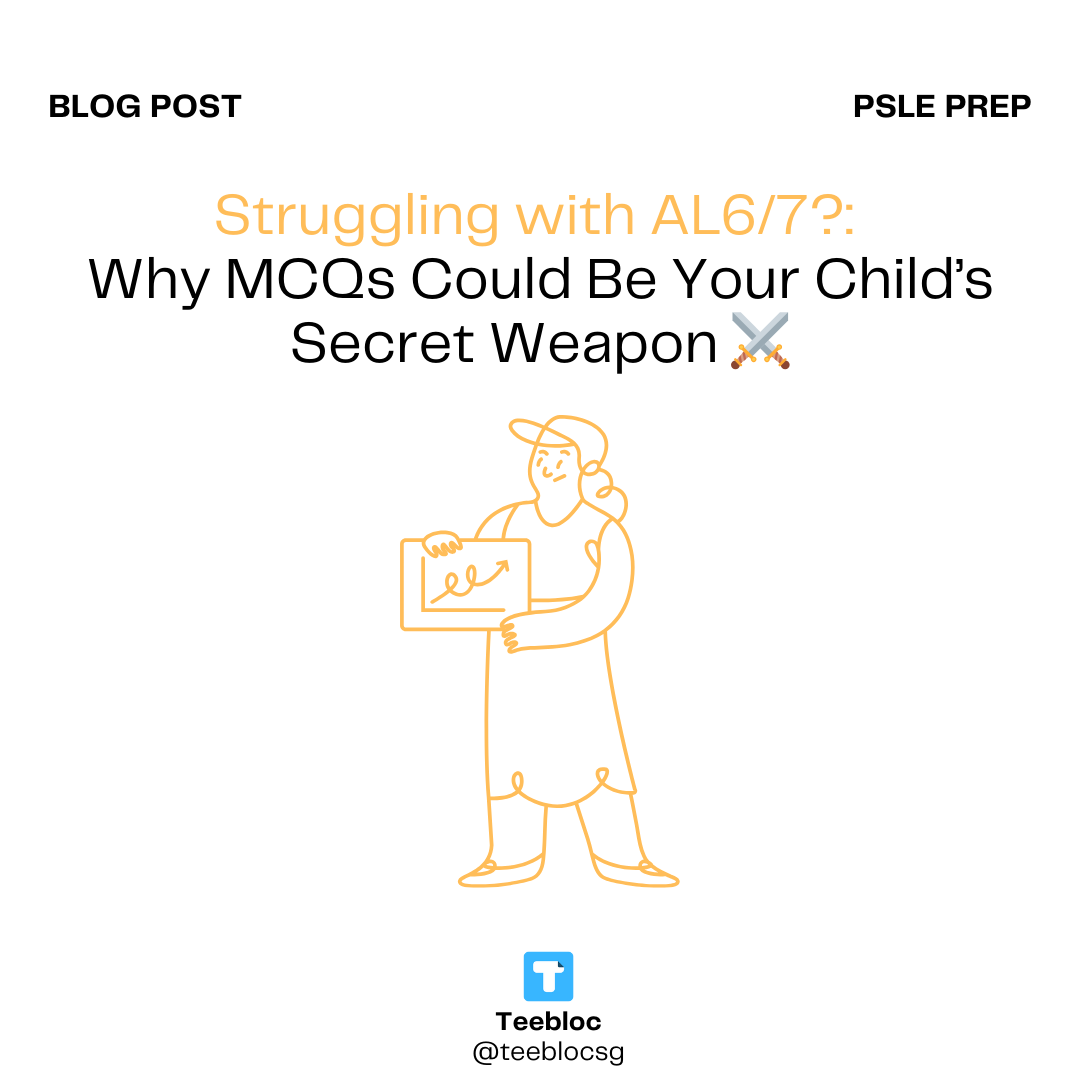 BLOG POST
PSLE PREP
Struggling with AL6/7?:
Why MCQs Could Be Your Child’s
Secret Weapon ⚔️
T
Teebloc
@teeblocsg